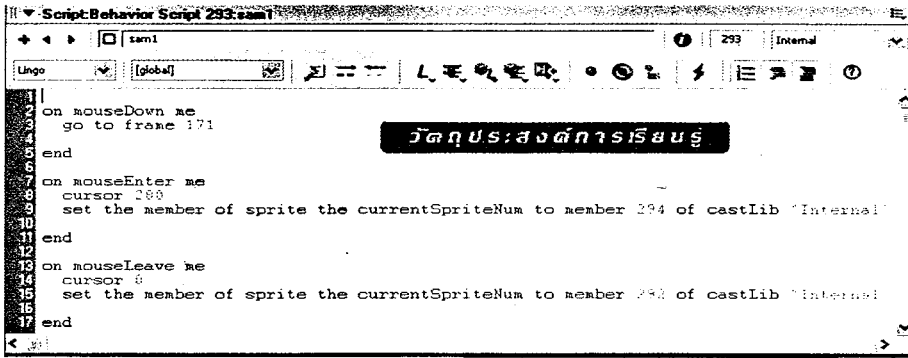 Script:Behavior Script 293:sam1
sam1 293 Internal
Lingo [global]
1
2 on mouseDown me
3 go to frame 171
4
5 end
6
7 on mouseEnter me
8 cursor 280
9 set the member of sprite the currentSpriteNum to member 294 of castLib "Internal"
10
11 end
12
13 on mouseLeave me
14 cursor 0
15 set the member of sprite the currentSpriteNum to member 292 of castLib "Internal
16
17 end
วัตถุประสงค์การเรียนรู้